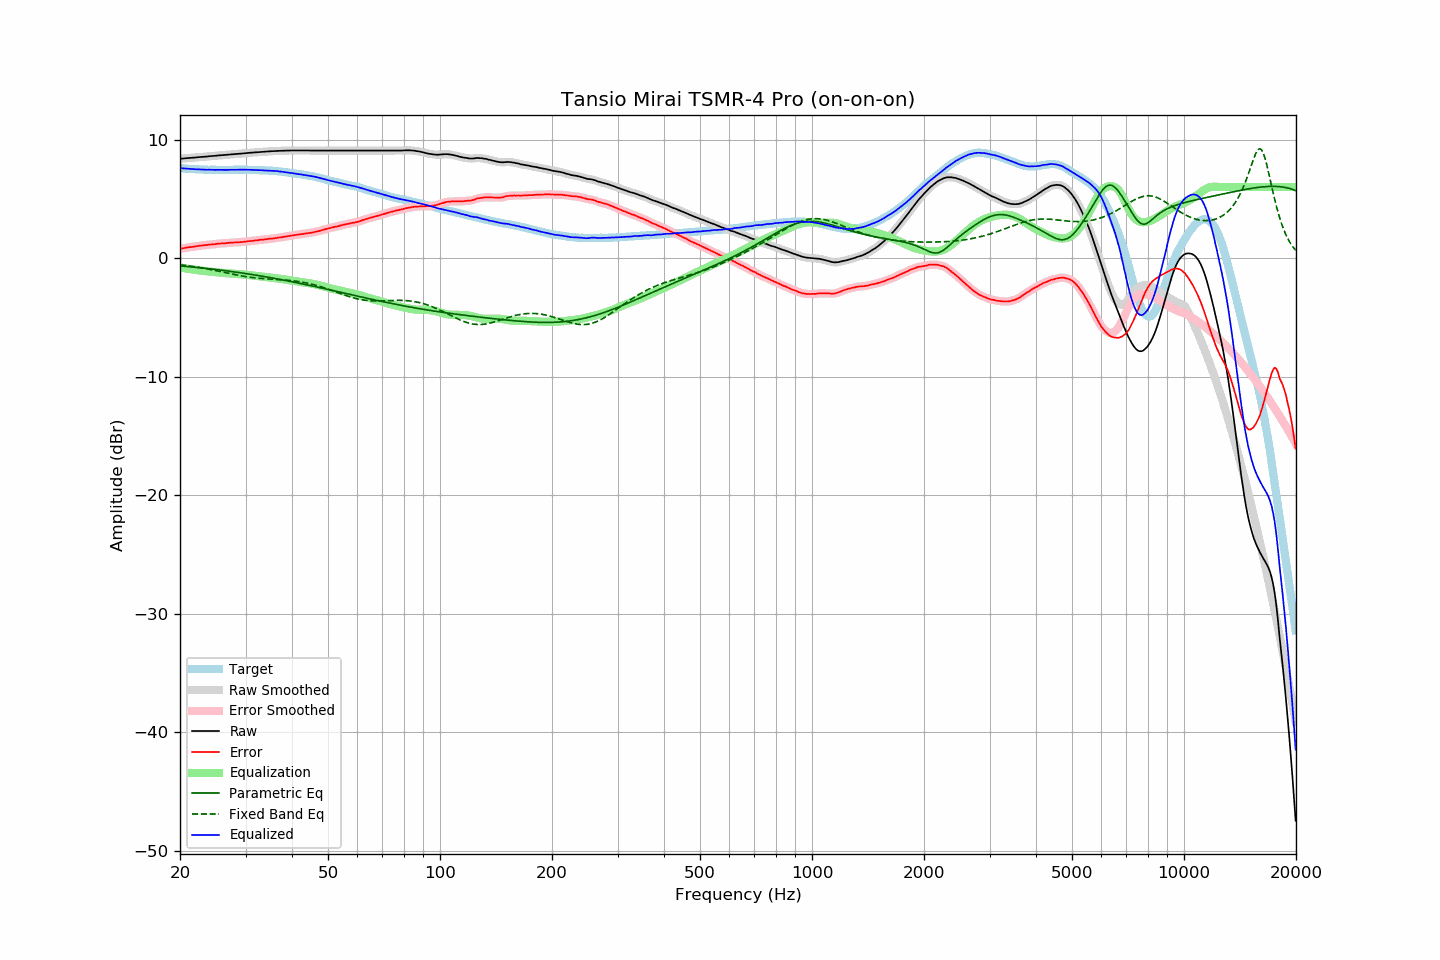 Tansio Mirai TSMR-4 Pro (on-on-on)
10
0
−10
−20
−30
−40
−50
Amplitude (dBr)
Target
Raw Smoothed
Error Smoothed
Raw
Error
Equalization
Parametric Eq
Fixed Band Eq
Equalized
20 50 100 200 500 1000 2000 5000 10000 20000
Frequency (Hz)